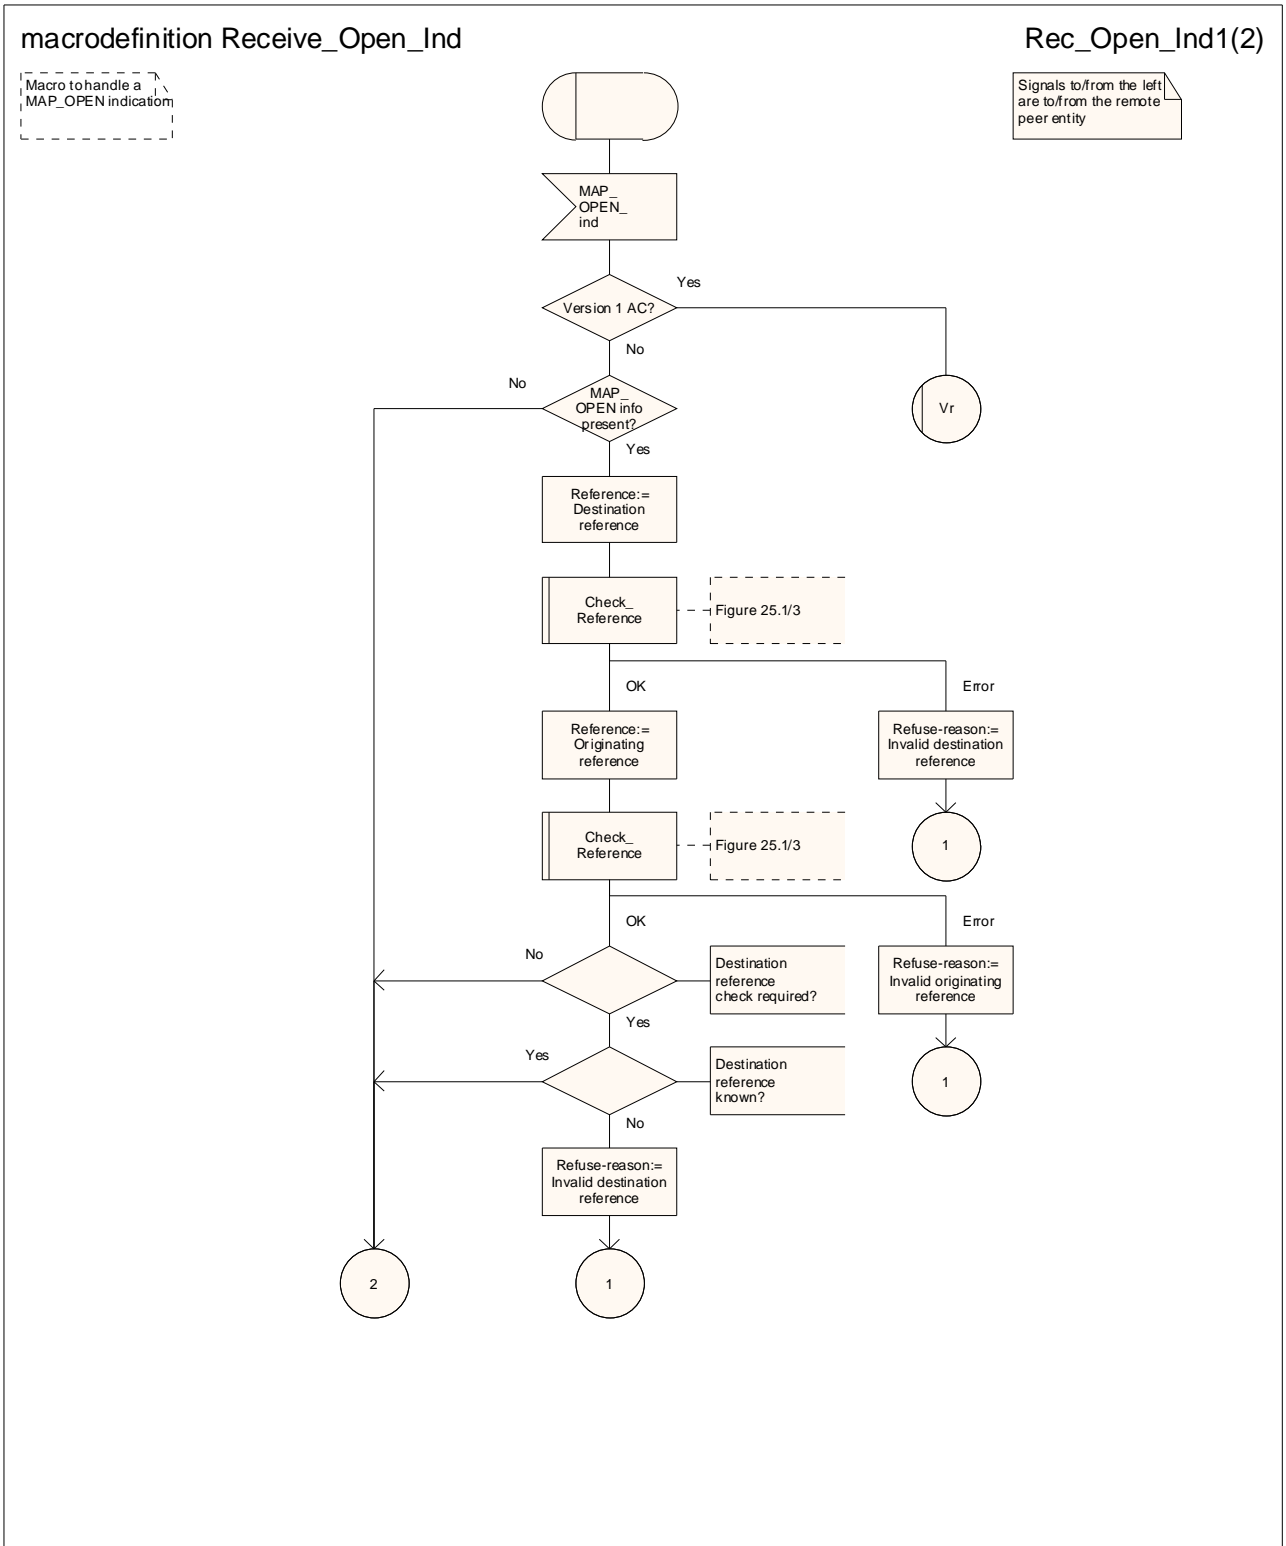 macrodefinition Receive_Open_Ind
Rec_Open_Ind1(2)
Macro to handle a
MAP_OPEN indication
Signals to/from the left
are to/from the remote
peer entity
MAP_
OPEN_
ind
Yes
Version 1 AC?
No
No
MAP_
OPEN info
present?
Vr
Yes
Reference:=
Destination
reference
Check_
Reference
Figure 25.1/3
OK
Error
Reference:=
Originating
reference
Refuse-reason:=
Invalid destination
reference
Check_
Reference
Figure 25.1/3
1
OK
Error
No
Destination
reference
check required?
Refuse-reason:=
Invalid originating
reference
Yes
Yes
Destination
reference
known?
1
No
Refuse-reason:=
Invalid destination
reference
2
1